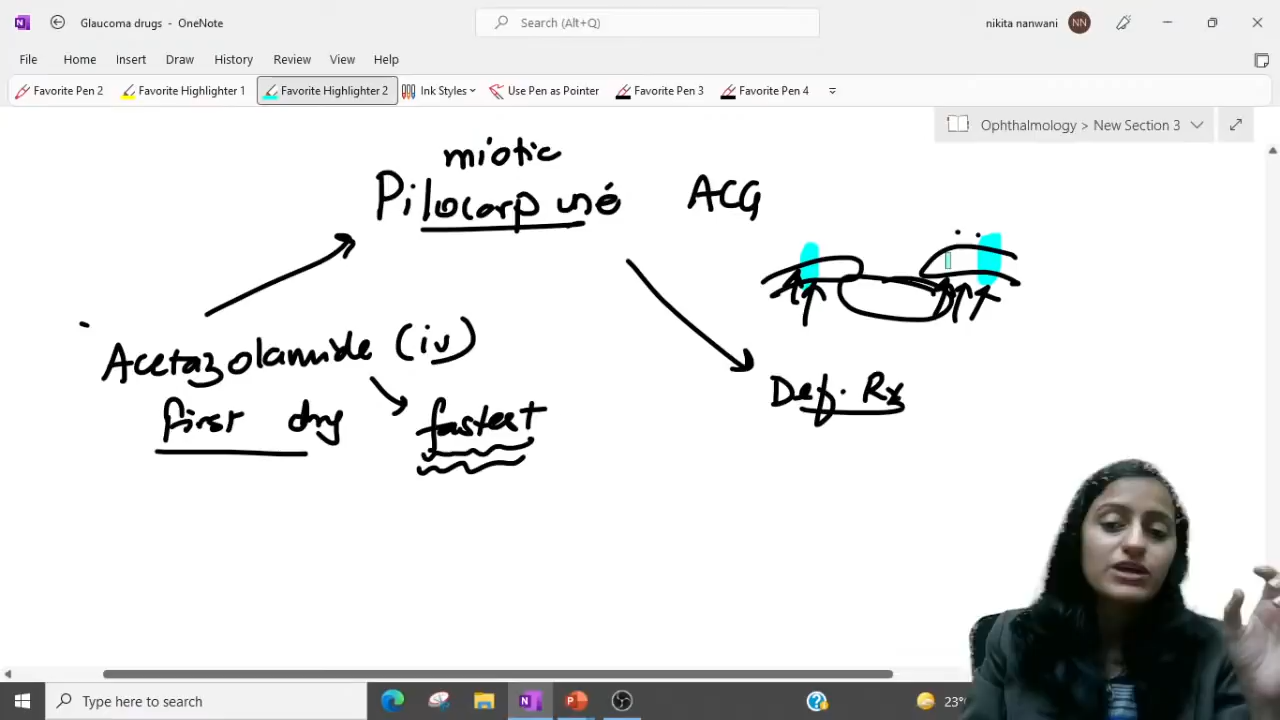 Glaucoma drugs - OneNote
Search (Alt+Q)
nikita nanwani
NN
File Home Insert Draw History Review View Help
Favorite Pen 2 Favorite Highlighter 1 Favorite Highlighter 2 Ink Styles Use Pen as Pointer Favorite Pen 3 Favorite Pen 4
Ophthalmology > New Section 3
miotic
Pilocarpine ACG
Acetazolamide (iv)
first drug
fastest
Def. Rx
Type here to search
23°